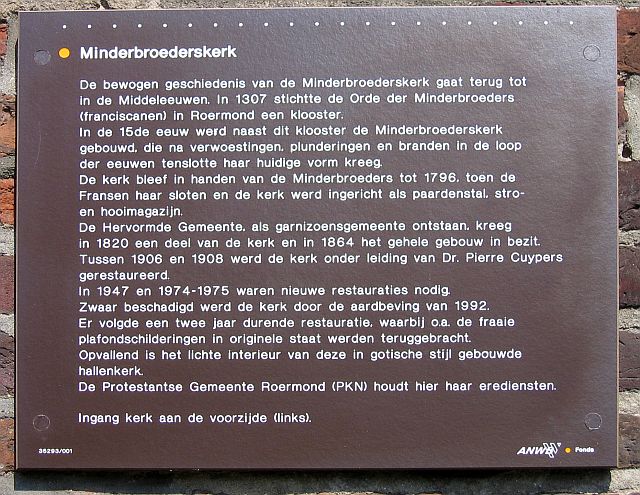 Minderbroederskerk
De bewogen geschiedenis van de Minderbroederskerk gaat terug tot
in de Middeleeuwen. In 1307 stichtte de Orde der Minderbroeders
(franciscanen) in Roermond een klooster.
In de 15de eeuw werd naast dit klooster de Minderbroederskerk
gebouwd, die na verwoestingen, plunderingen en branden in de loop
der eeuwen tenslotte haar huidige vorm kreeg.
De kerk bleef in handen van de Minderbroeders tot 1796, toen de
Fransen haar sloten en de kerk werd ingericht als paardenstal, stro-
en hooimagazijn.
De Hervormde Gemeente, als garnizoensgemeente ontstaan, kreeg
in 1820 een deel van de kerk en in 1864 het gehele gebouw in bezit.
Tussen 1906 en 1908 werd de kerk onder leiding van Dr. Pierre Cuypers
gerestaureerd.
In 1947 en 1974-1975 waren nieuwe restauraties nodig.
Zwaar beschadigd werd de kerk door de aardbeving van 1992.
Er volgde een twee jaar durende restauratie, waarbij o.a. de fraaie
plafondschilderingen in originele staat werden teruggebracht.
Opvallend is het lichte interieur van deze in gotische stijl gebouwde
hallenkerk.
De Protestantse Gemeente Roermond (PKN) houdt hier haar erediensten.
Ingang kerk aan de voorzijde (links).
36293/001
ANWB Fonds